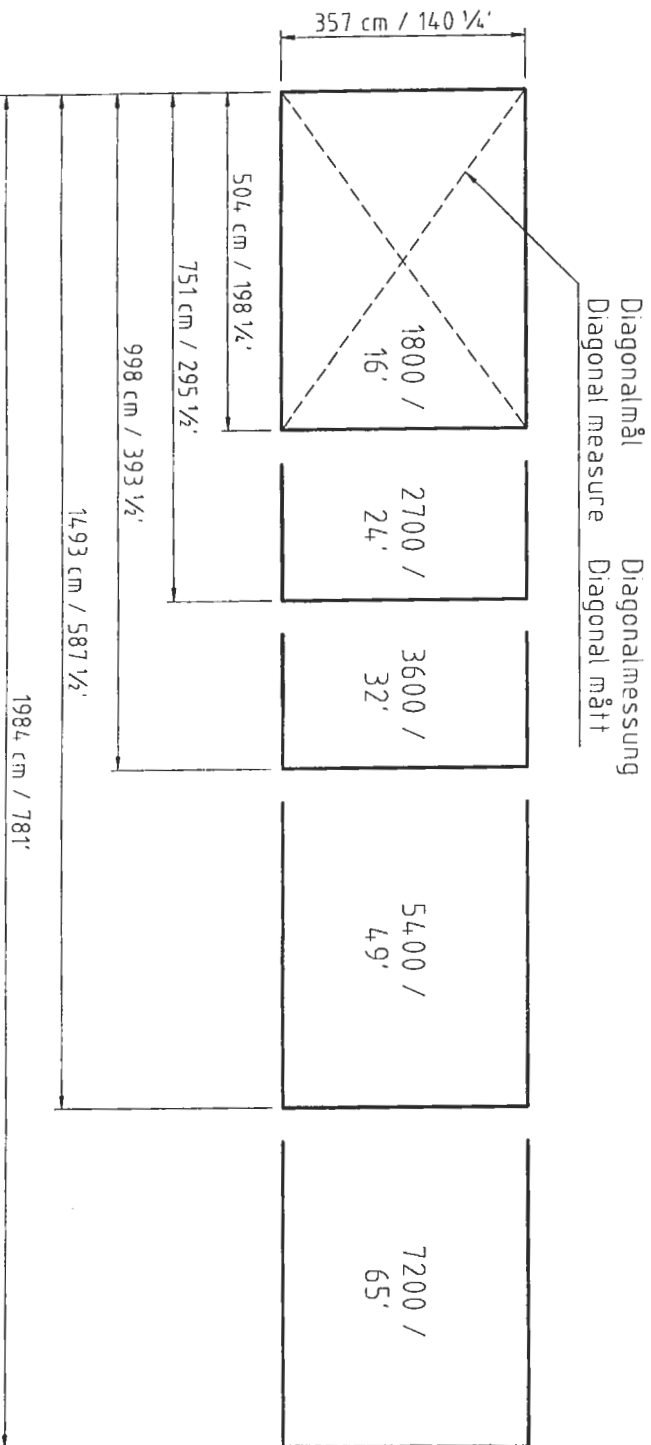 357 cm / 140 ¼'
Diagonalmål Diagonalmessung
Diagonal measure Diagonal mått
1800 /
16'
2700 /
24'
3600 /
32'
5400 /
49'
7200 /
65'
504 cm / 198 ¼'
751 cm / 295 ½'
998 cm / 393 ½'
1493 cm / 587 ½'
1984 cm / 781'